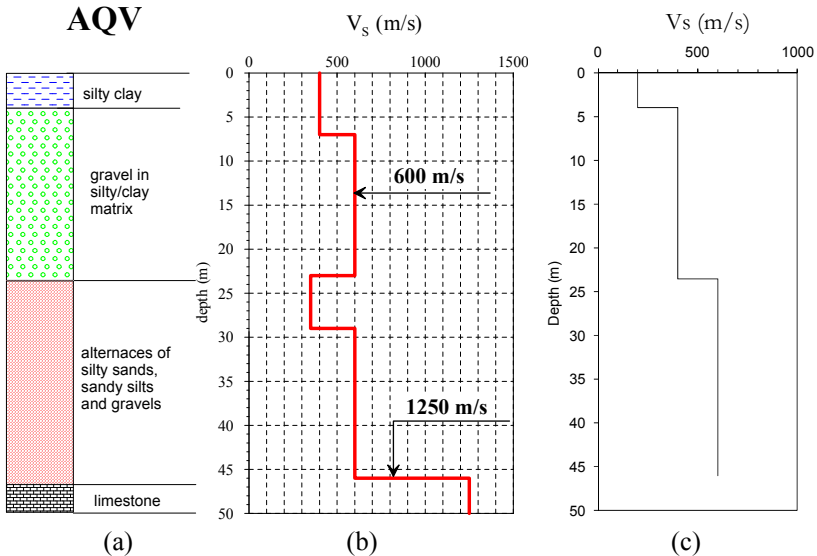 AQV
silty clay
gravel in
silty/clay
matrix
alternaces of
silty sands,
sandy silts
and gravels
limestone
(a)
V_s (m/s)
0 500 1000 1500
0
5
10
15
20
25
30
35
40
45
50
depth (m)
600 m/s
1250 m/s
(b)
Vs (m/s)
0 500 1000
0
5
10
15
20
25
30
35
40
45
50
Depth (m)
(c)